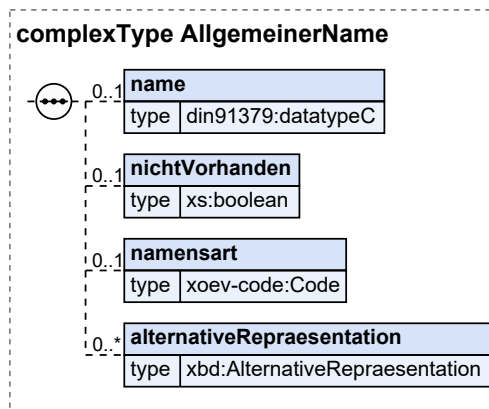 complexType AllgemeinerName
0..1 name
type din91379:datatypeC
0..1 nichtVorhanden
type xs:boolean
0..1 namensart
type xoev-code:Code
0..* alternativeRepraesentation
type xbd:AlternativeRepraesentation